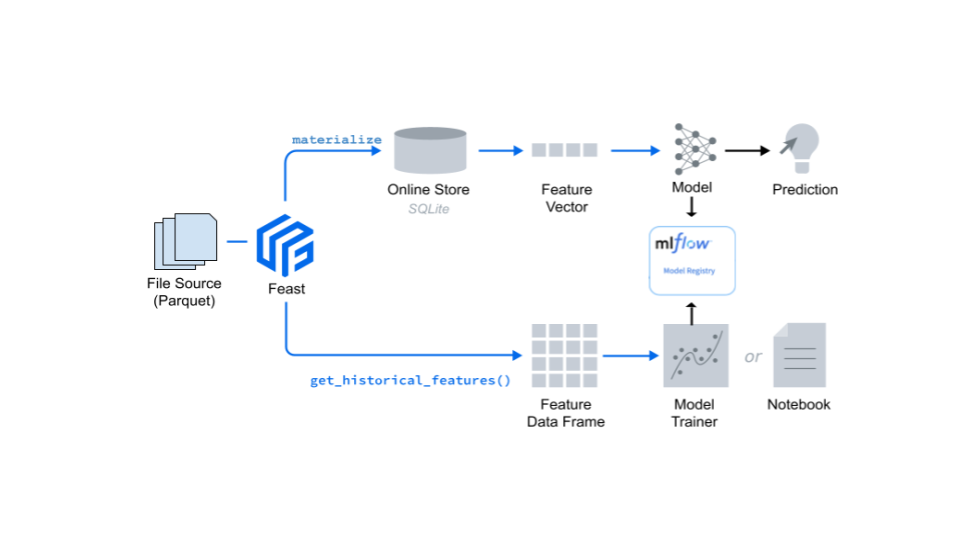 materialize
Online Store
SQLite
Feature
Vector
Model
Prediction
mlflow
Model Registry
File Source
(Parquet)
Feast
get_historical_features()
Feature
Data Frame
Model
Trainer
or
Notebook